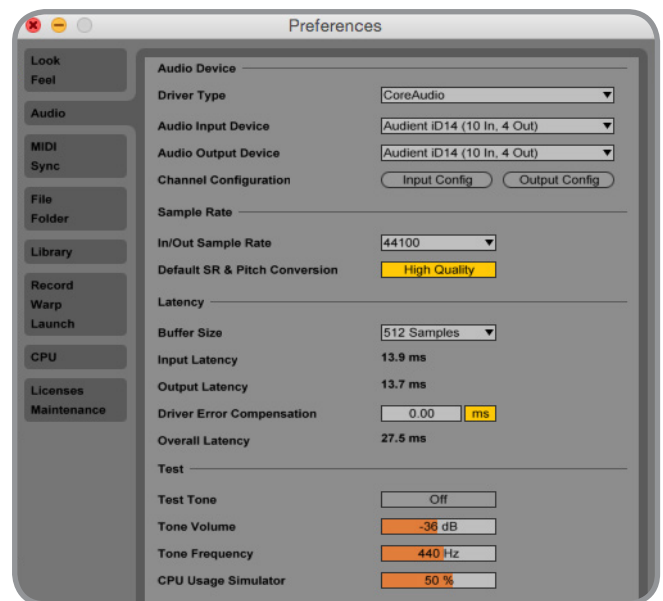 Preferences
Look
Feel
Audio
MIDI
Sync
File
Folder
Library
Record
Warp
Launch
CPU
Licenses
Maintenance
Audio Device
Driver Type CoreAudio
Audio Input Device Audient iD14 (10 In, 4 Out)
Audio Output Device Audient iD14 (10 In, 4 Out)
Channel Configuration Input Config Output Config
Sample Rate
In/Out Sample Rate 44100
Default SR & Pitch Conversion High Quality
Latency
Buffer Size 512 Samples
Input Latency 13.9 ms
Output Latency 13.7 ms
Driver Error Compensation 0.00 ms
Overall Latency 27.5 ms
Test
Test Tone Off
Tone Volume -36 dB
Tone Frequency 440 Hz
CPU Usage Simulator 50 %